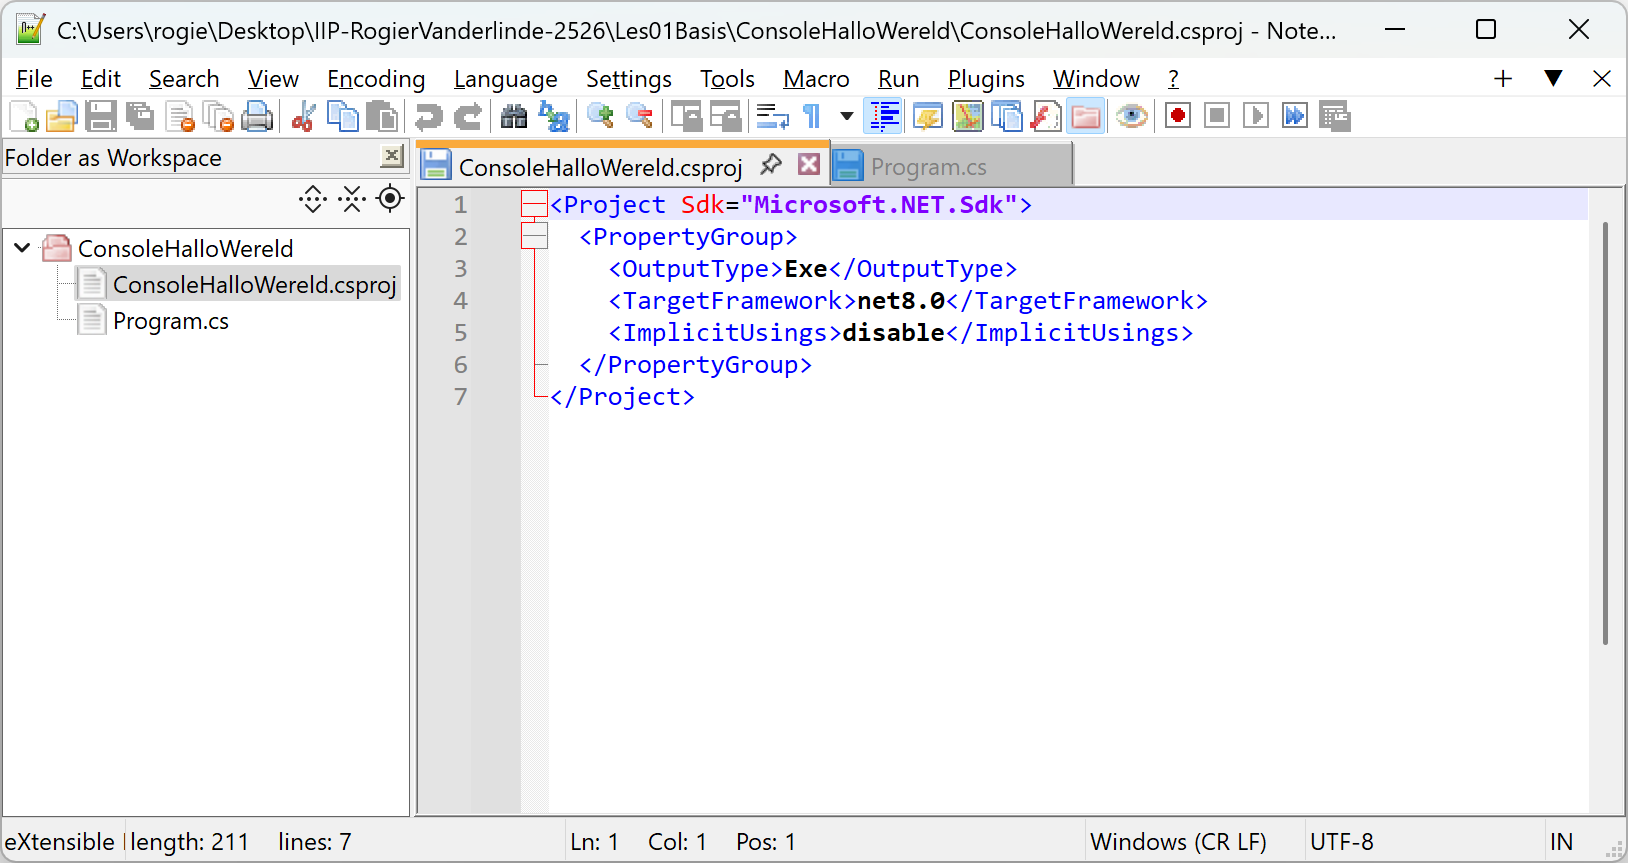 C:\Users\rogie\Desktop\IIP-RogierVanderlinde-2526\Les01Basis\ConsoleHalloWereld\ConsoleHalloWereld.csproj - Note...
File Edit Search View Encoding Language Settings Tools Macro Run Plugins Window ?
Folder as Workspace
ConsoleHalloWereld
ConsoleHalloWereld.csproj
Program.cs
ConsoleHalloWereld.csproj Program.cs
1 <Project Sdk="Microsoft.NET.Sdk">
2 <PropertyGroup>
3 <OutputType>Exe</OutputType>
4 <TargetFramework>net8.0</TargetFramework>
5 <ImplicitUsings>disable</ImplicitUsings>
6 </PropertyGroup>
7 </Project>
eXtensible length: 211 lines: 7 Ln: 1 Col: 1 Pos: 1 Windows (CR LF) UTF-8 IN